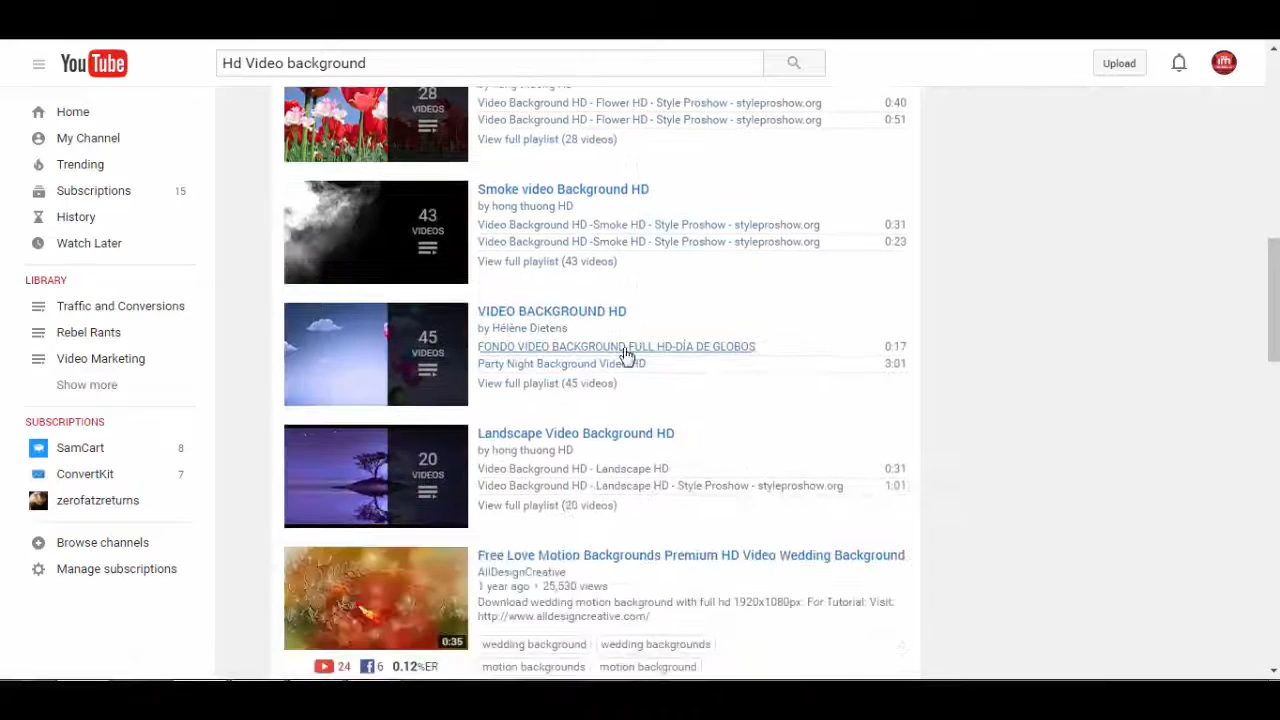 YouTube
Hd Video background
Upload
Home
My Channel
Trending
Subscriptions 15
History
Watch Later
LIBRARY
Traffic and Conversions
Rebel Rants
Video Marketing
Show more
SUBSCRIPTIONS
SamCart 8
ConvertKit 7
zerofatzreturns
Browse channels
Manage subscriptions
28
VIDEOS
Video Background HD - Flower HD - Style Proshow - styleproshow.org 0:40
Video Background HD - Flower HD - Style Proshow - styleproshow.org 0:51
View full playlist (28 videos)
43
VIDEOS
Smoke video Background HD
by hong thuong HD
Video Background HD -Smoke HD - Style Proshow - styleproshow.org 0:31
Video Background HD -Smoke HD - Style Proshow - styleproshow.org 0:23
View full playlist (43 videos)
45
VIDEOS
VIDEO BACKGROUND HD
by Hélène Dietens
FONDO VIDEO BACKGROUND FULL HD-DÍA DE GLOBOS 0:17
Party Night Background Video HD 3:01
View full playlist (45 videos)
20
VIDEOS
Landscape Video Background HD
by hong thuong HD
Video Background HD - Landscape HD 0:31
Video Background HD - Landscape HD - Style Proshow - styleproshow.org 1:01
View full playlist (20 videos)
0:35
Free Love Motion Backgrounds Premium HD Video Wedding Background
AllDesignCreative
1 year ago • 25,530 views
Download wedding motion background with full hd 1920x1080px. For Tutorial: Visit:
http://www.alldesigncreative.com/
wedding background wedding backgrounds
motion backgrounds motion background
24 6 0.12%ER